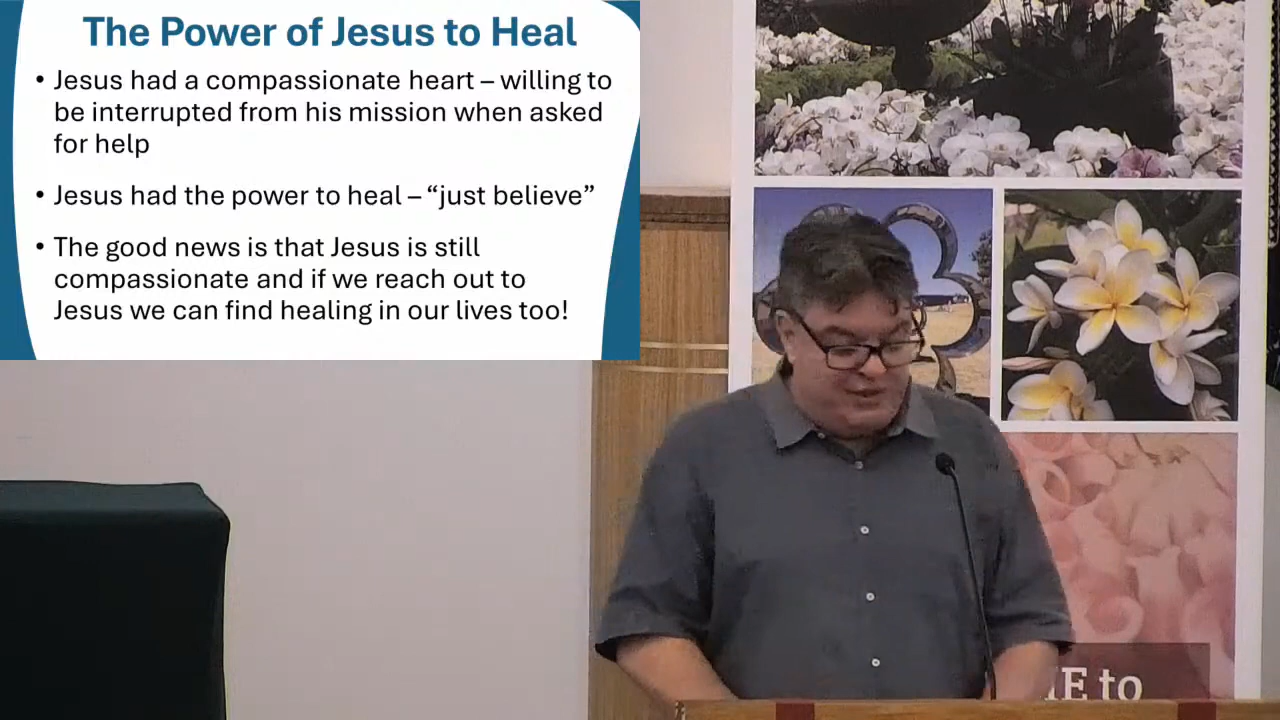 The Power of Jesus to Heal
• Jesus had a compassionate heart – willing to
be interrupted from his mission when asked
for help
• Jesus had the power to heal – “just believe”
• The good news is that Jesus is still
compassionate and if we reach out to
Jesus we can find healing in our lives too!
to